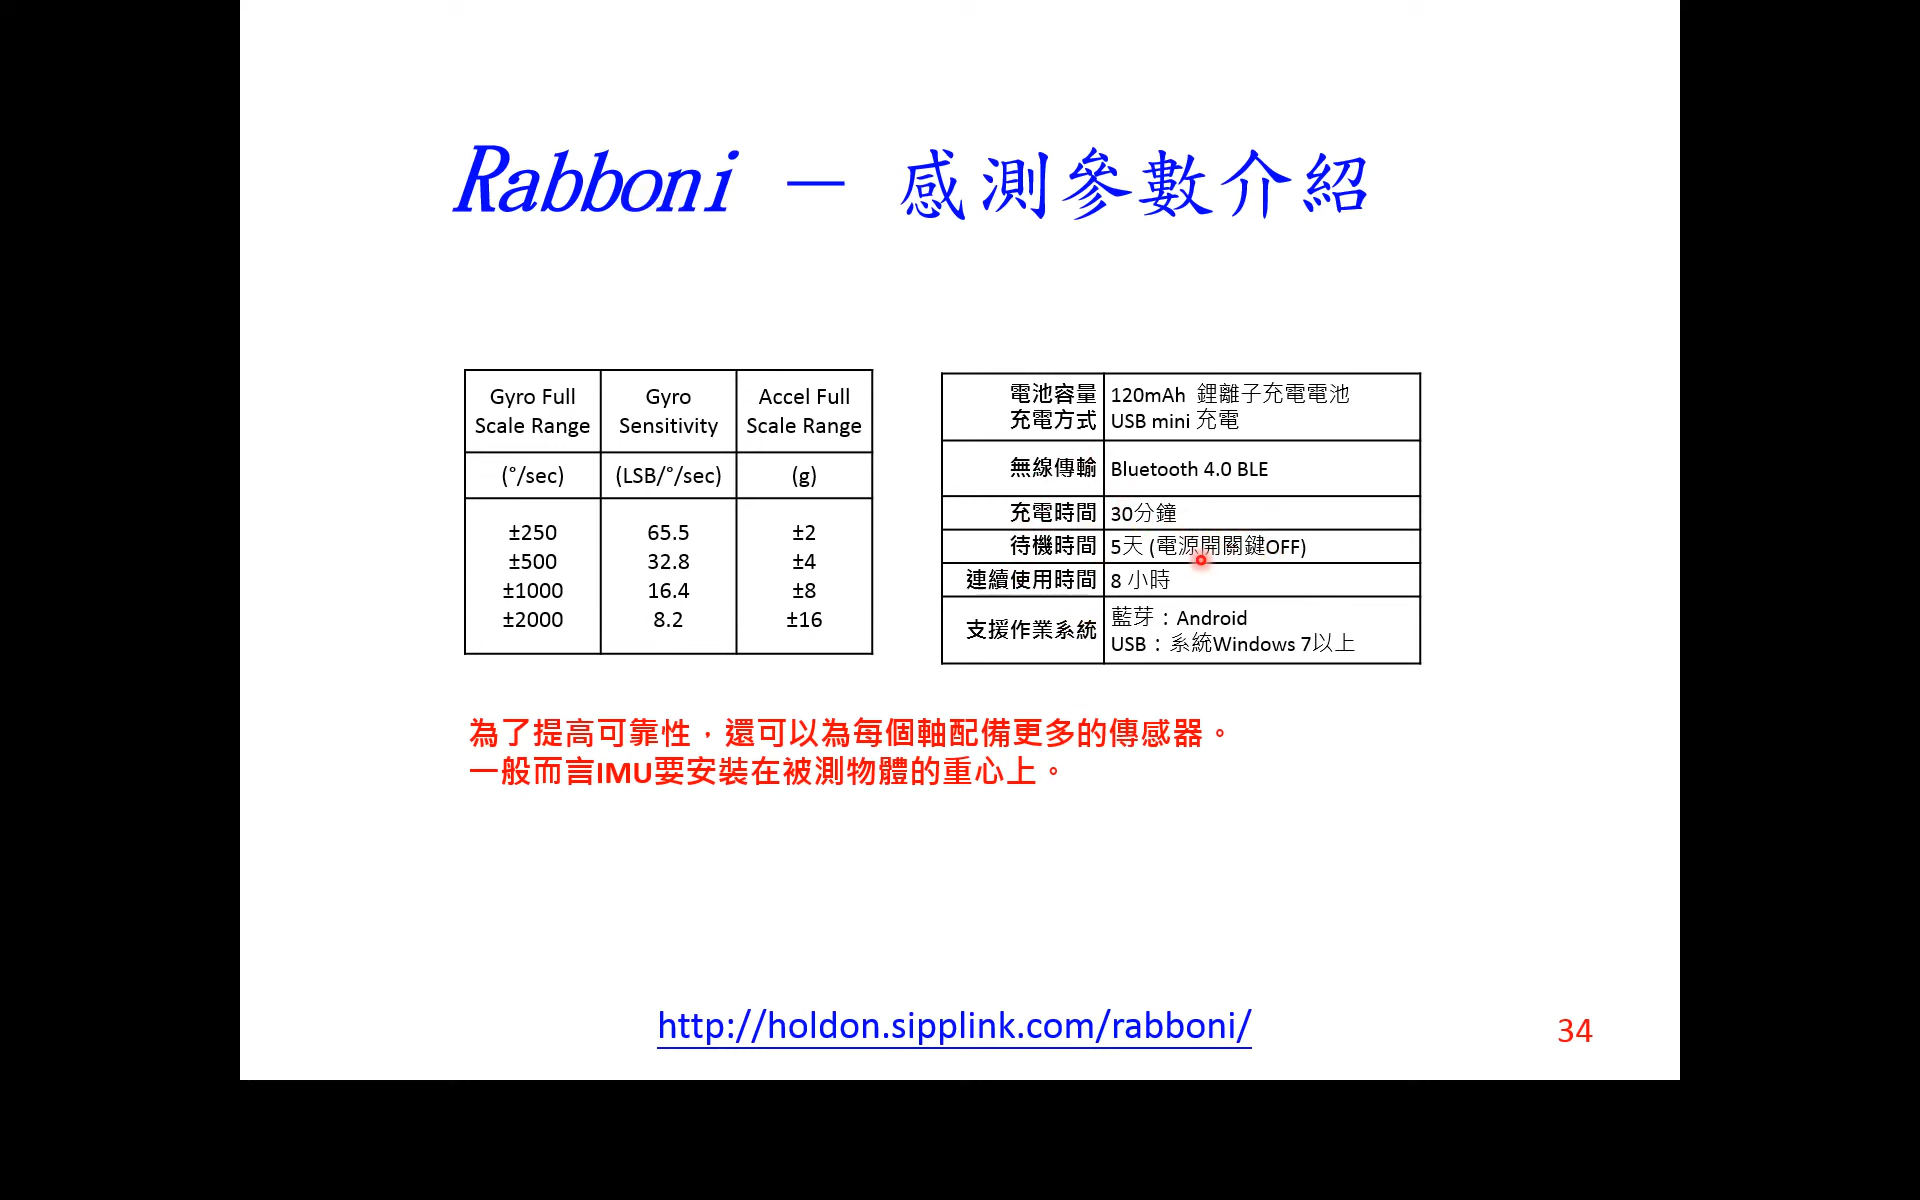 Rabboni － 感測參數介紹
Gyro Full Scale Range
Gyro Sensitivity
Accel Full Scale Range
(°/sec)
(LSB/°/sec)
(g)
±250 65.5 ±2
±500 32.8 ±4
±1000 16.4 ±8
±2000 8.2 ±16
電池容量 120mAh 鋰離子充電電池
充電方式 USB mini 充電
無線傳輸 Bluetooth 4.0 BLE
充電時間 30分鐘
待機時間 5天 (電源開關鍵OFF)
連續使用時間 8 小時
支援作業系統
藍芽：Android
USB：系統Windows 7以上
為了提高可靠性，還可以為每個軸配備更多的傳感器。
一般而言IMU要安裝在被測物體的重心上。
http://holdon.sipplink.com/rabboni/
34